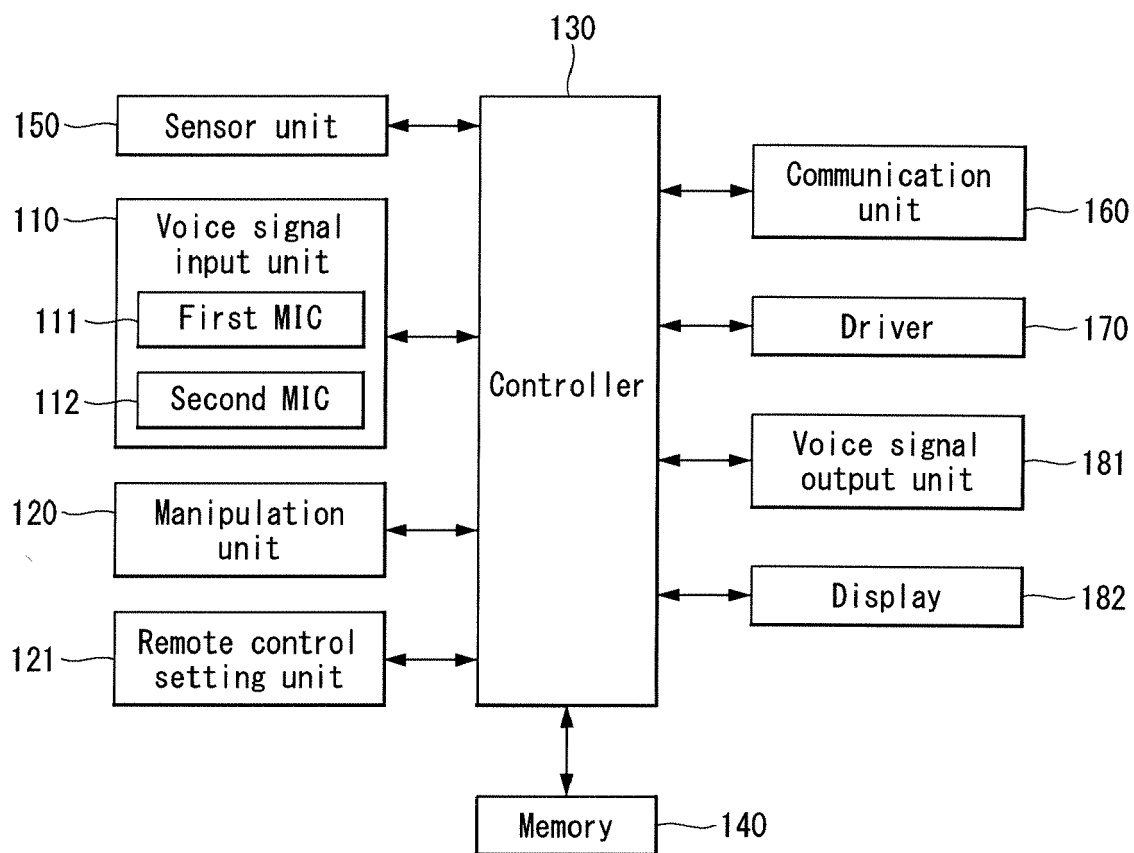 130
150
Sensor unit
110
Voice signal
input unit
111
First MIC
112
Second MIC
120
Manipulation
unit
121
Remote control
setting unit
Controller
Communication
unit
160
Driver
170
Voice signal
output unit
181
Display
182
Memory
140